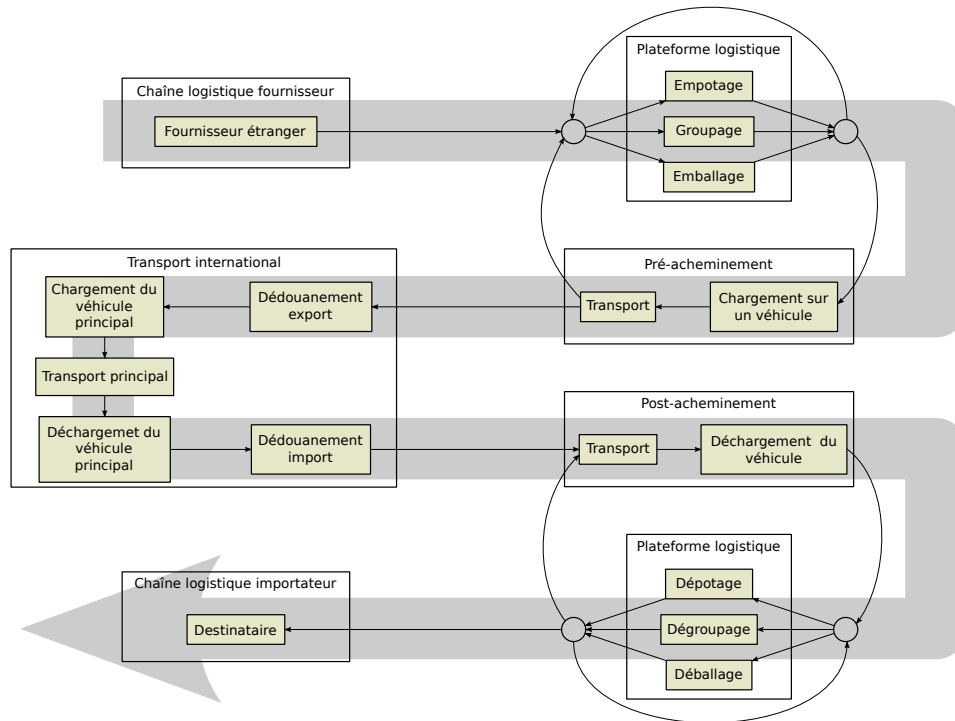 Plateforme logistique
Empotage
Chaîne logistique fournisseur
Fournisseur étranger
Groupage
Emballage
Transport international
Pré-acheminement
Chargement du
véhicule
principal
Dédouanement
export
Transport
Chargement sur
un véhicule
Transport principal
Post-acheminement
Déchargemet du
véhicule
principal
Dédouanement
import
Transport
Déchargement du
véhicule
Plateforme logistique
Chaîne logistique importateur
Dépotage
Destinataire
Dégroupage
Déballage